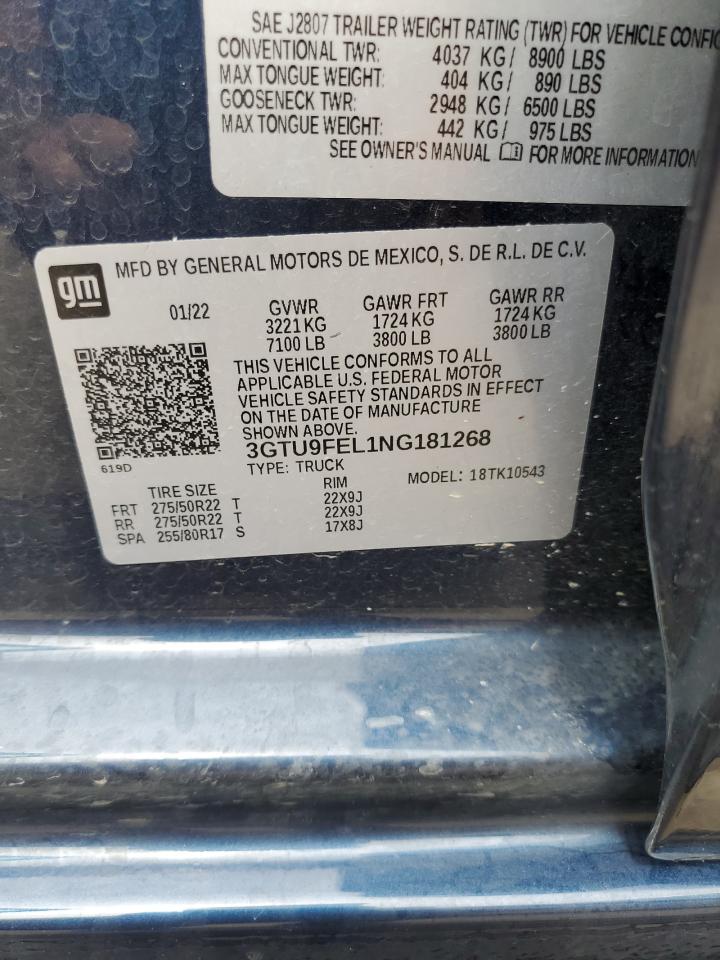 SAE J2807 TRAILER WEIGHT RATING (TWR) FOR VEHICLE
CONVENTIONAL TWR: 4037 KG/ 8900 LBS
MAX TONGUE WEIGHT: 404 KG/ 890 LBS
GOOSENECK TWR: 2948 KG/ 6500 LBS
MAX TONGUE WEIGHT: 442 KG/ 975 LBS
SEE OWNER'S MANUAL FOR MORE INFORMATION
gm
MFD BY GENERAL MOTORS DE MEXICO, S. DE R.L. DE C.V.
01/22 GVWR GAWR FRT GAWR RR
3221 KG 1724 KG 1724 KG
7100 LB 3800 LB 3800 LB
THIS VEHICLE CONFORMS TO ALL
APPLICABLE U.S. FEDERAL MOTOR
VEHICLE SAFETY STANDARDS IN EFFECT
ON THE DATE OF MANUFACTURE
SHOWN ABOVE.
619D
3GTU9FEL1NG181268
TYPE: TRUCK MODEL: 18TK10543
TIRE SIZE RIM
FRT 275/50R22 T 22X9J
RR 275/50R22 T 22X9J
SPA 255/80R17 S 17X8J